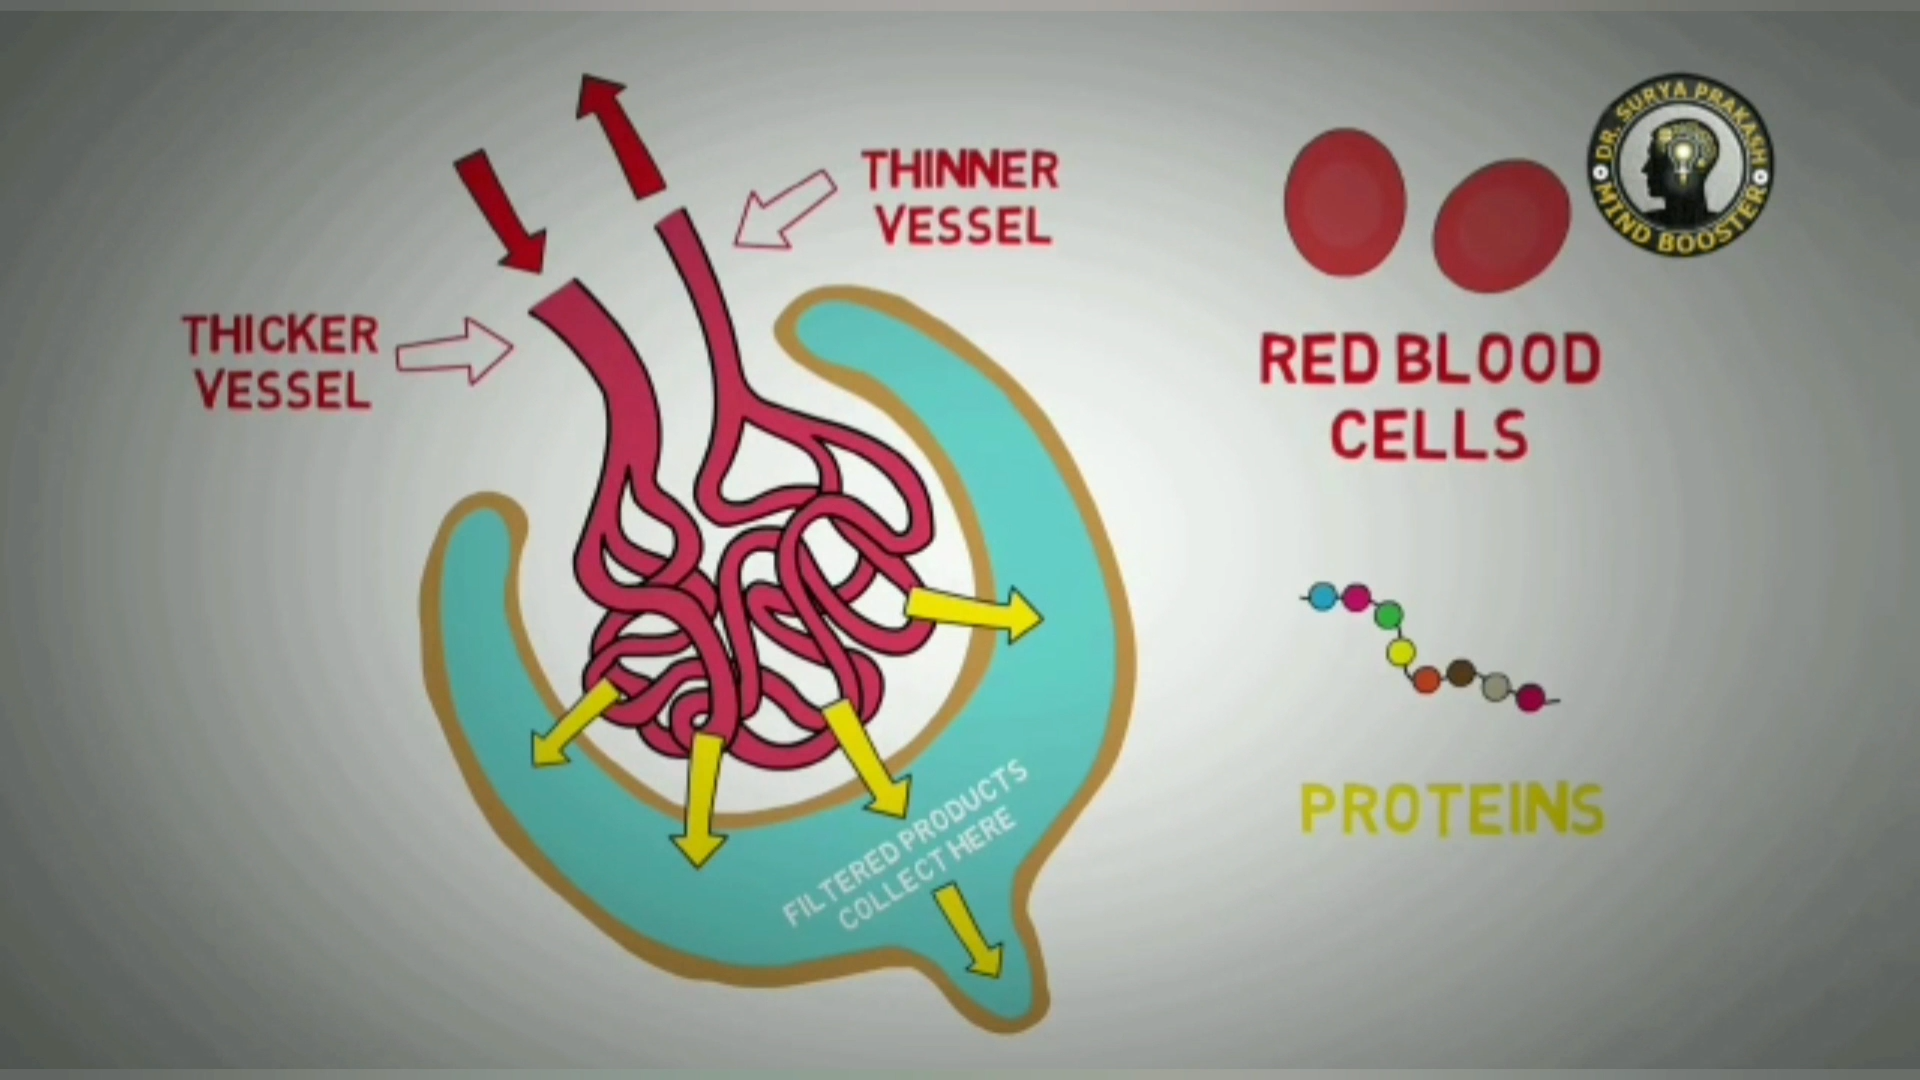 THINNER
VESSEL
THICKER
VESSEL
RED BLOOD
CELLS
PROTEINS
FILTERED PRODUCTS
COLLECT HERE
DR. SURYA PRAKASH
MIND BOOSTER